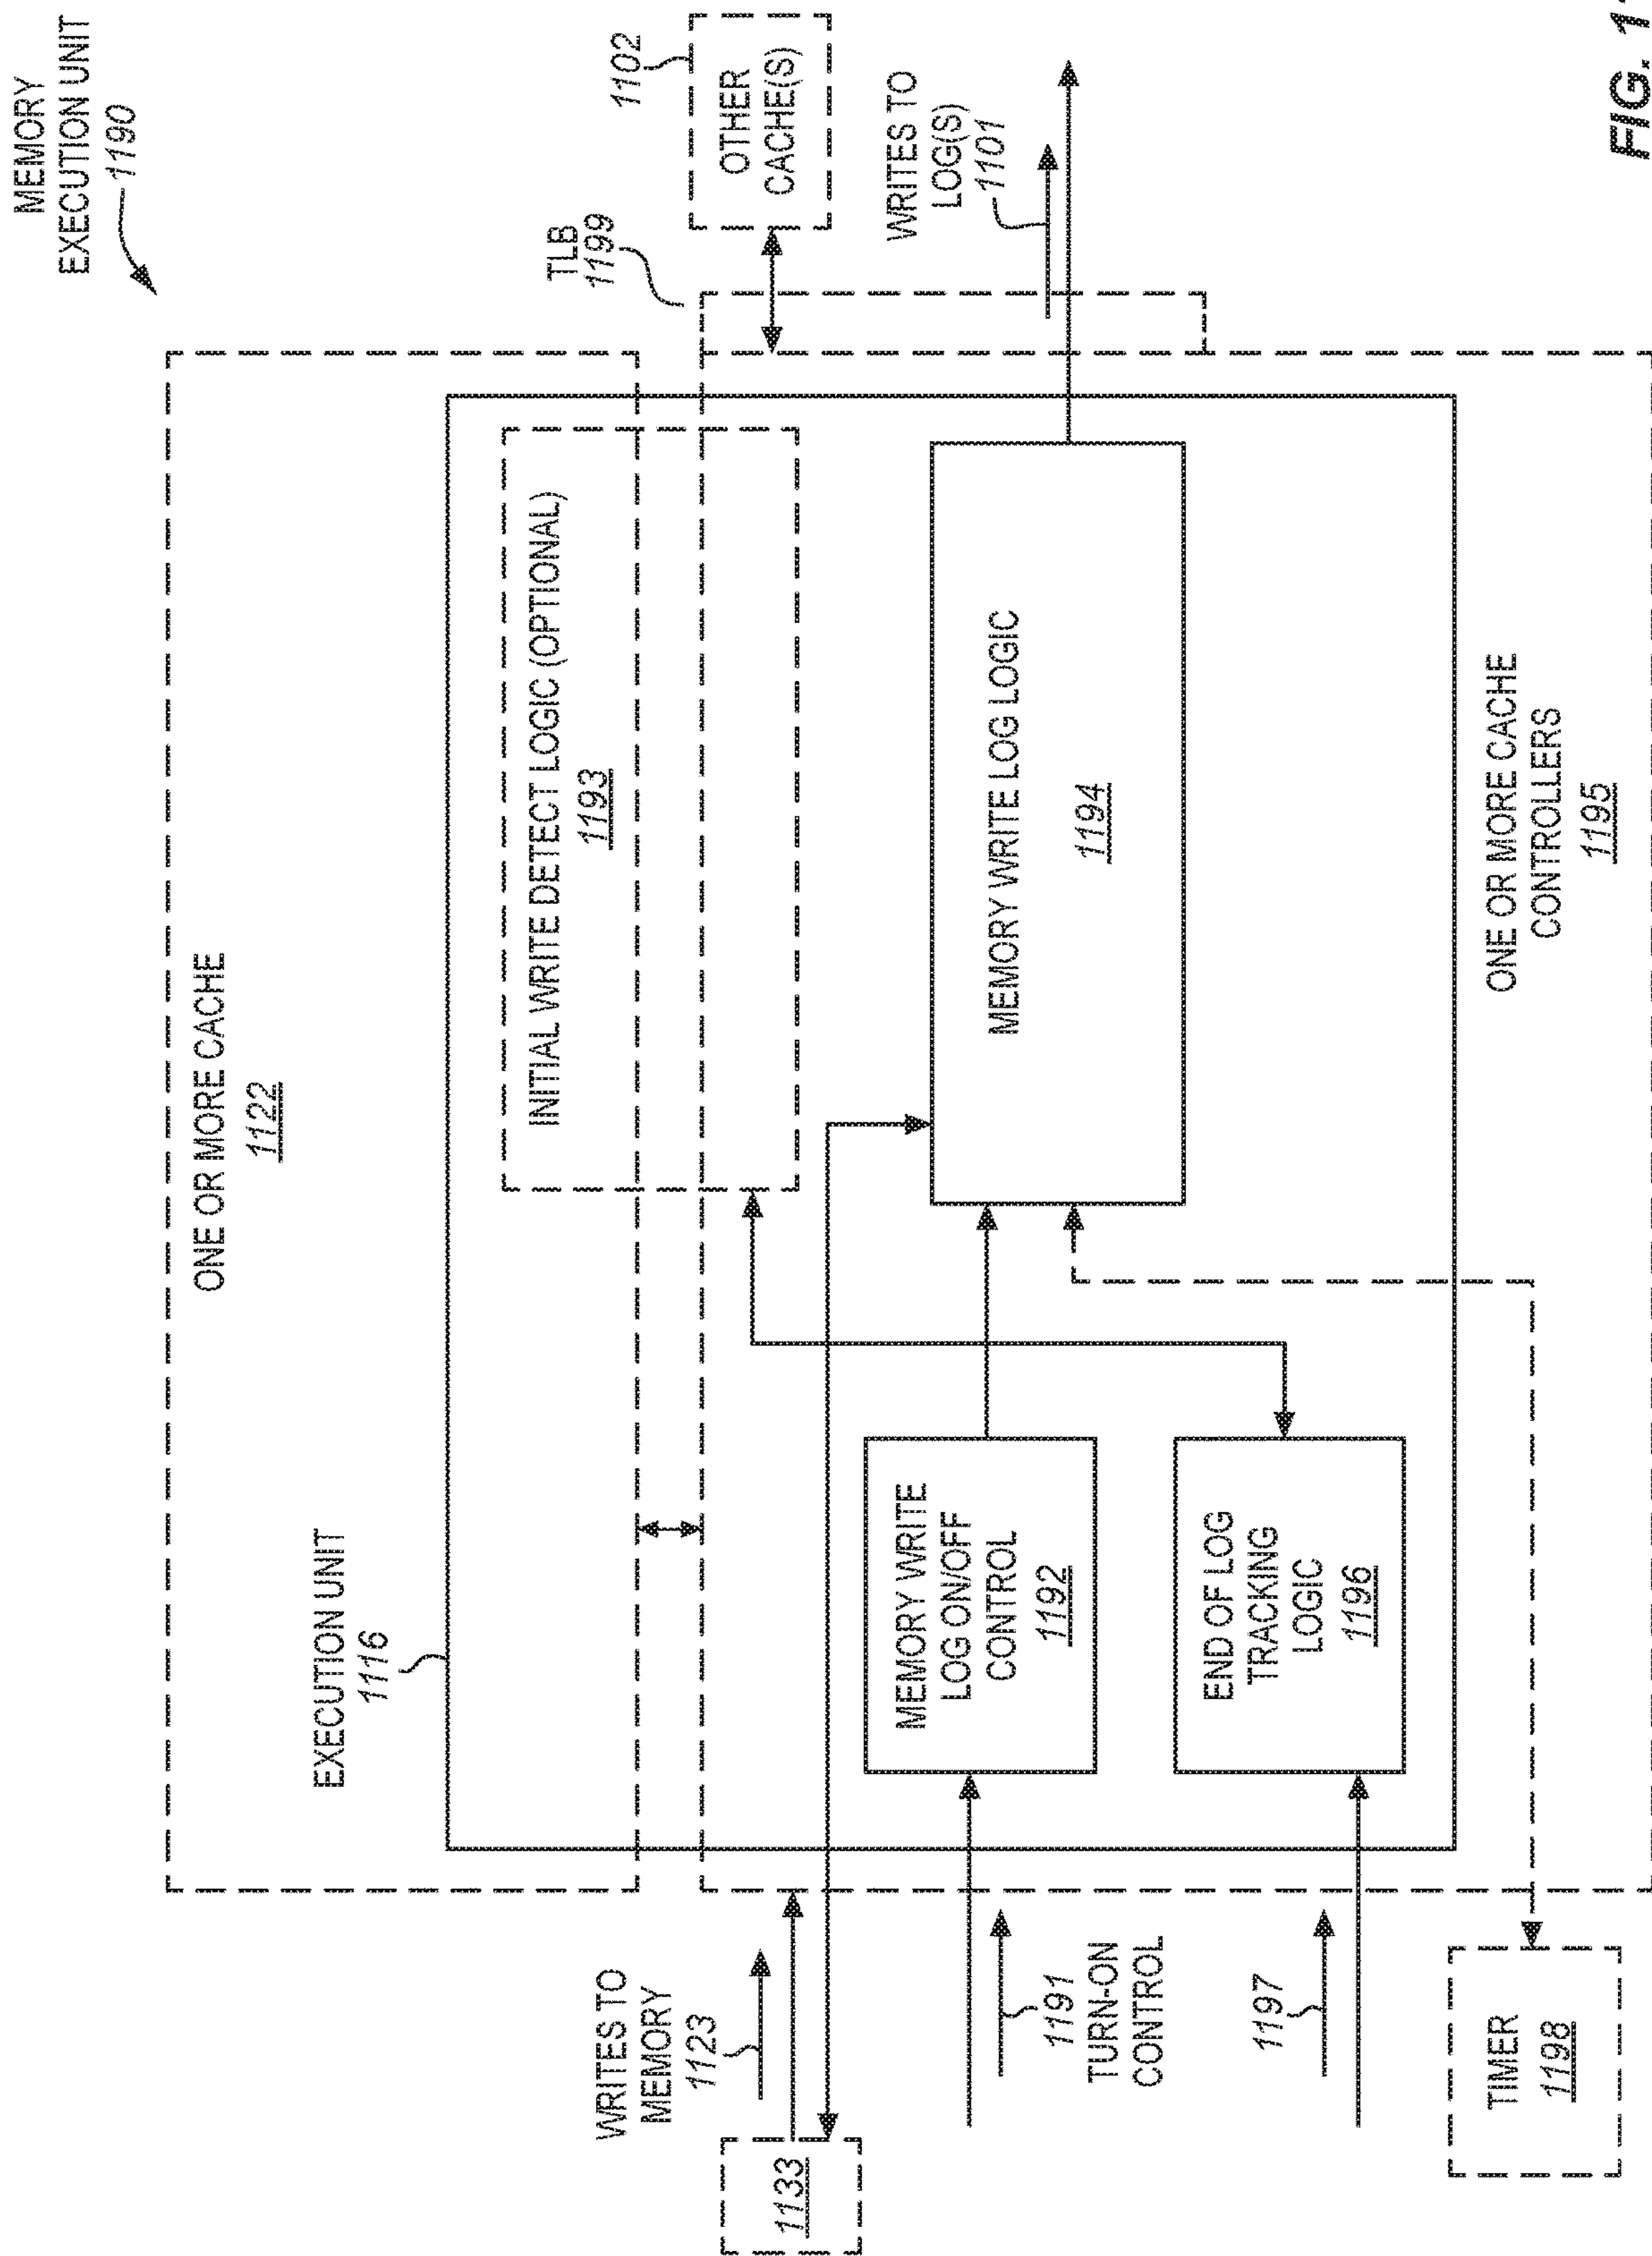 MEMORY
EXECUTION UNIT
1190
ONE OR MORE CACHE
1122
EXECUTION UNIT
1116
INITIAL WRITE DETECT LOGIC (OPTIONAL)
1193
TLB
1199
1102
OTHER
CACHE(S)
WRITES TO
MEMORY
1123
1133
WRITES TO
LOG(S)
1101
MEMORY WRITE
LOG ON/OFF
CONTROL
1192
MEMORY WRITE LOG LOGIC
1194
1191
TURN-ON
CONTROL
END OF LOG
TRACKING
LOGIC
1196
1197
ONE OR MORE CACHE
CONTROLLERS
1195
TIMER
1198
FIG. 11